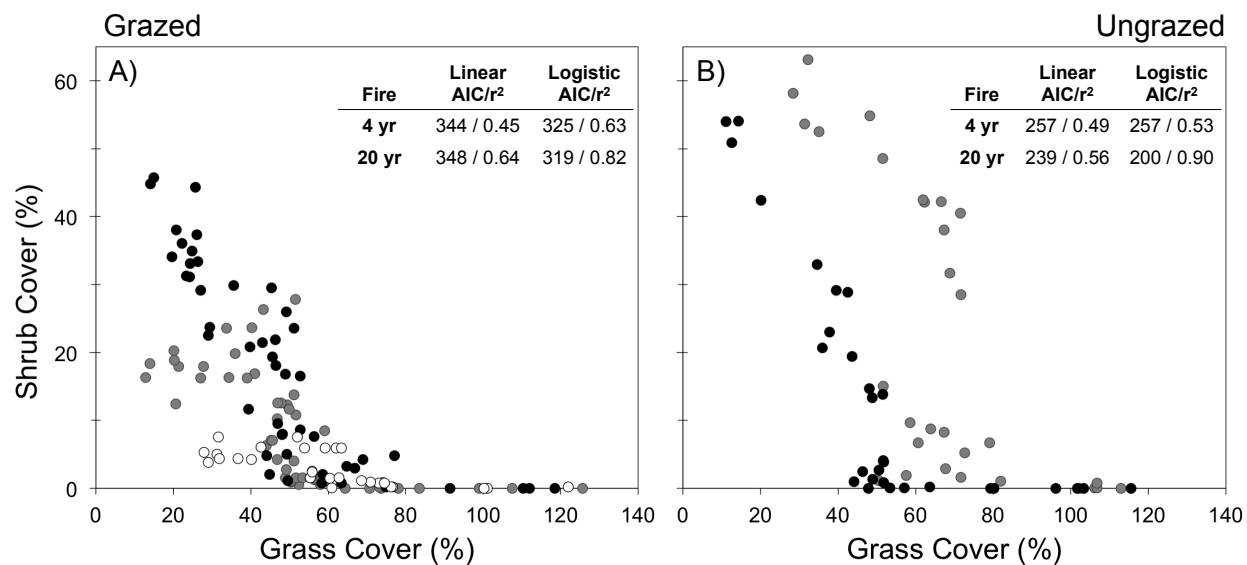 Grazed
Ungrazed
A)
Linear Logistic
Fire AIC/r² AIC/r²
4 yr 344 / 0.45 325 / 0.63
20 yr 348 / 0.64 319 / 0.82
B)
Linear Logistic
Fire AIC/r² AIC/r²
4 yr 257 / 0.49 257 / 0.53
20 yr 239 / 0.56 200 / 0.90
Shrub Cover (%)
60
40
20
0
0 20 40 60 80 100 120 140
0 20 40 60 80 100 120 140
Grass Cover (%)
Grass Cover (%)